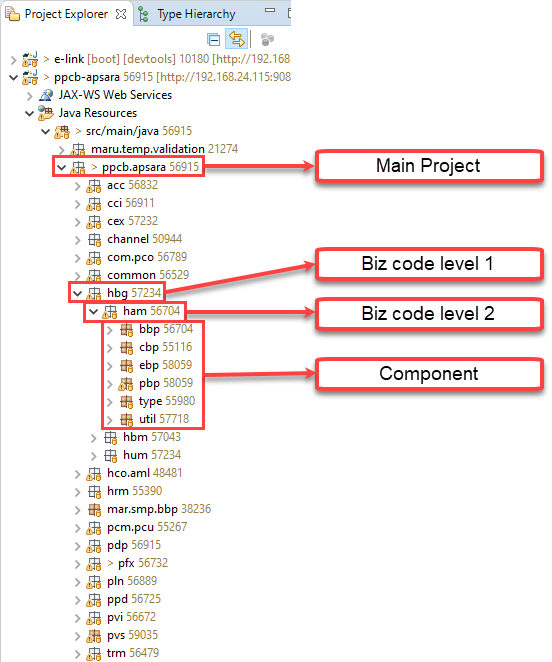 Project Explorer Type Hierarchy
> e-link [boot] [devtools] 10180 [http://192.168
> ppcb-apsara 56915 [http://192.168.24.115:908
JAX-WS Web Services
Java Resources
> src/main/java 56915
maru.temp.validation 21274
> ppcb.apsara 56915 Main Project
acc 56832
cci 56911
cex 57232
channel 50944
com.pco 56789
common 56529 Biz code level 1
hbg 57234
ham 56704 Biz code level 2
bbp 56704
cbp 55116
ebp 58059
pbp 58059 Component
type 55980
util 57718
hbm 57043
hum 57234
hco.aml 48481
hrm 55390
mar.smp.bbp 38236
pcm.pcu 55267
pdp 56915
> pfx 56732
pln 56889
ppd 56725
pvi 56672
pvs 59035
trm 56479